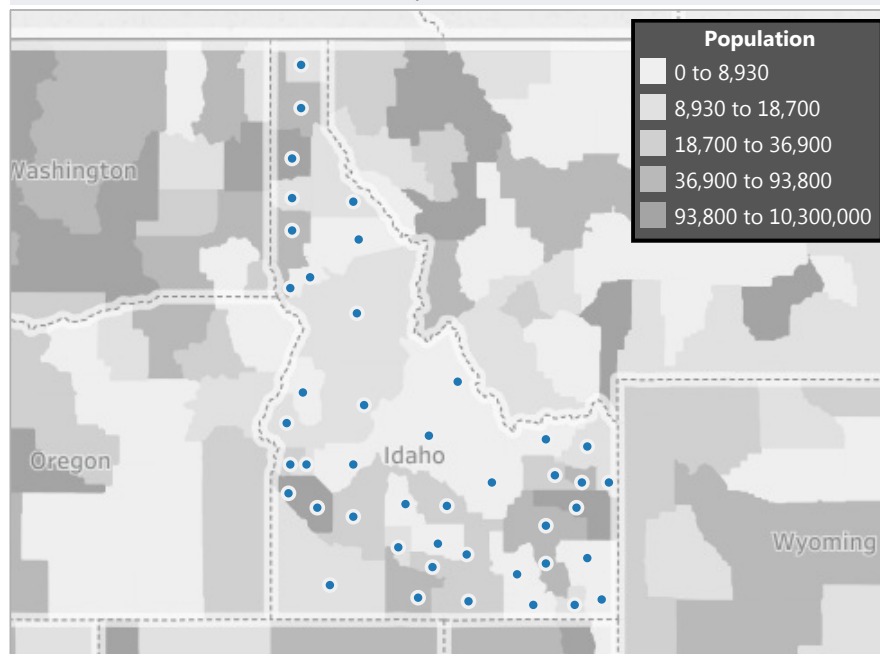 Population
0 to 8,930
8,930 to 18,700
18,700 to 36,900
36,900 to 93,800
93,800 to 10,300,000
Washington
Oregon
Idaho
Wyoming